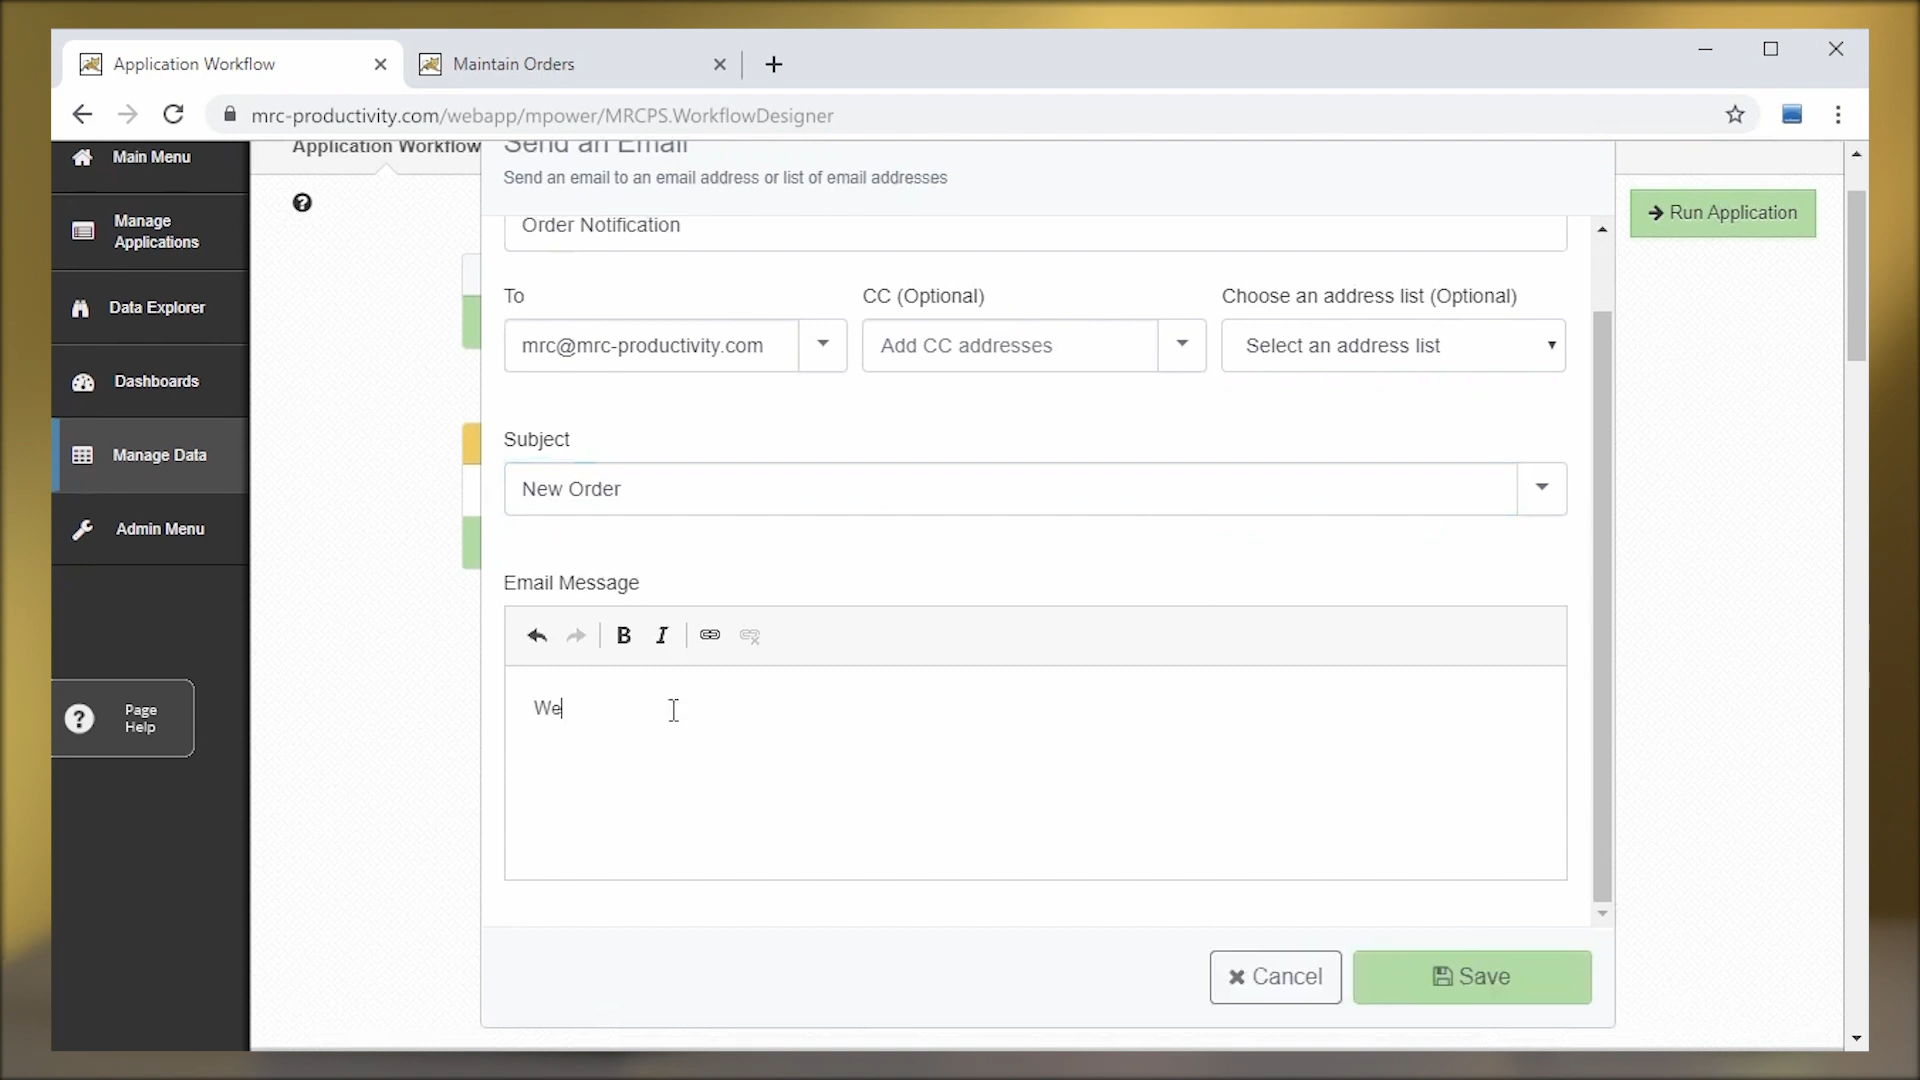 Application Workflow
Maintain Orders
mrc-productivity.com/webapp/mpower/MRCPS.WorkflowDesigner
Main Menu
Manage
Applications
Data Explorer
Dashboards
Manage Data
Admin Menu
Page
Help
Application Workflow
Run Application
Send an Email
Send an email to an email address or list of email addresses
Order Notification
To
CC (Optional)
Choose an address list (Optional)
mrc@mrc-productivity.com
Add CC addresses
Select an address list
Subject
New Order
Email Message
B I
We
Cancel
Save